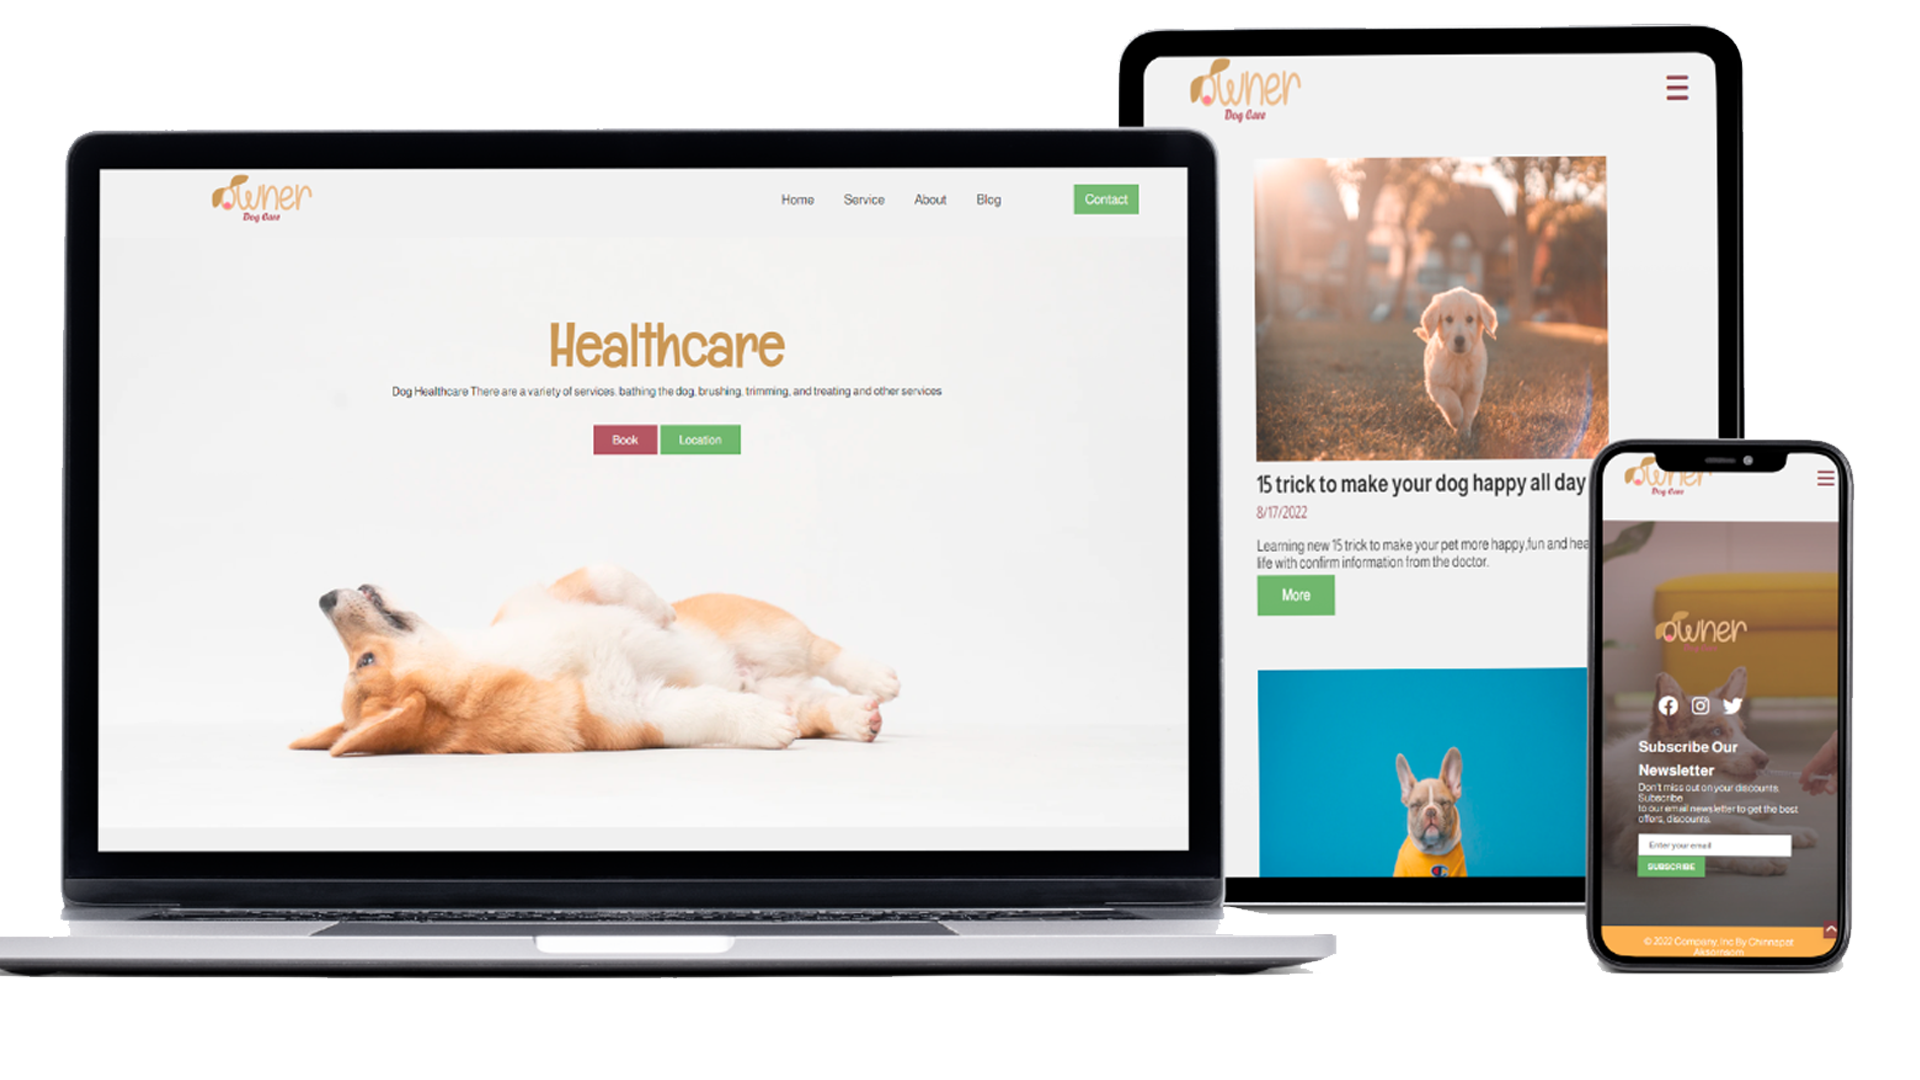 owner
Dog Care
Home Service About Blog Contact
Healthcare
Dog Healthcare There are a variety of services. bathing the dog, brushing, trimming, and treating and other services
Book Location
owner
Dog Care
15 trick to make your dog happy all day
8/17/2022
Learning new 15 trick to make your pet more happy,fun and hea
life with confirm information from the doctor.
More
owner
Dog Care
owner
Dog Care
Subscribe Our
Newsletter
Don't miss out on your discounts.
Subscribe
to our email newsletter to get the best
offers, discounts.
Enter your email
SUBSCRIBE
© 2022 Company, Inc By Chinnapat
Aksornsom